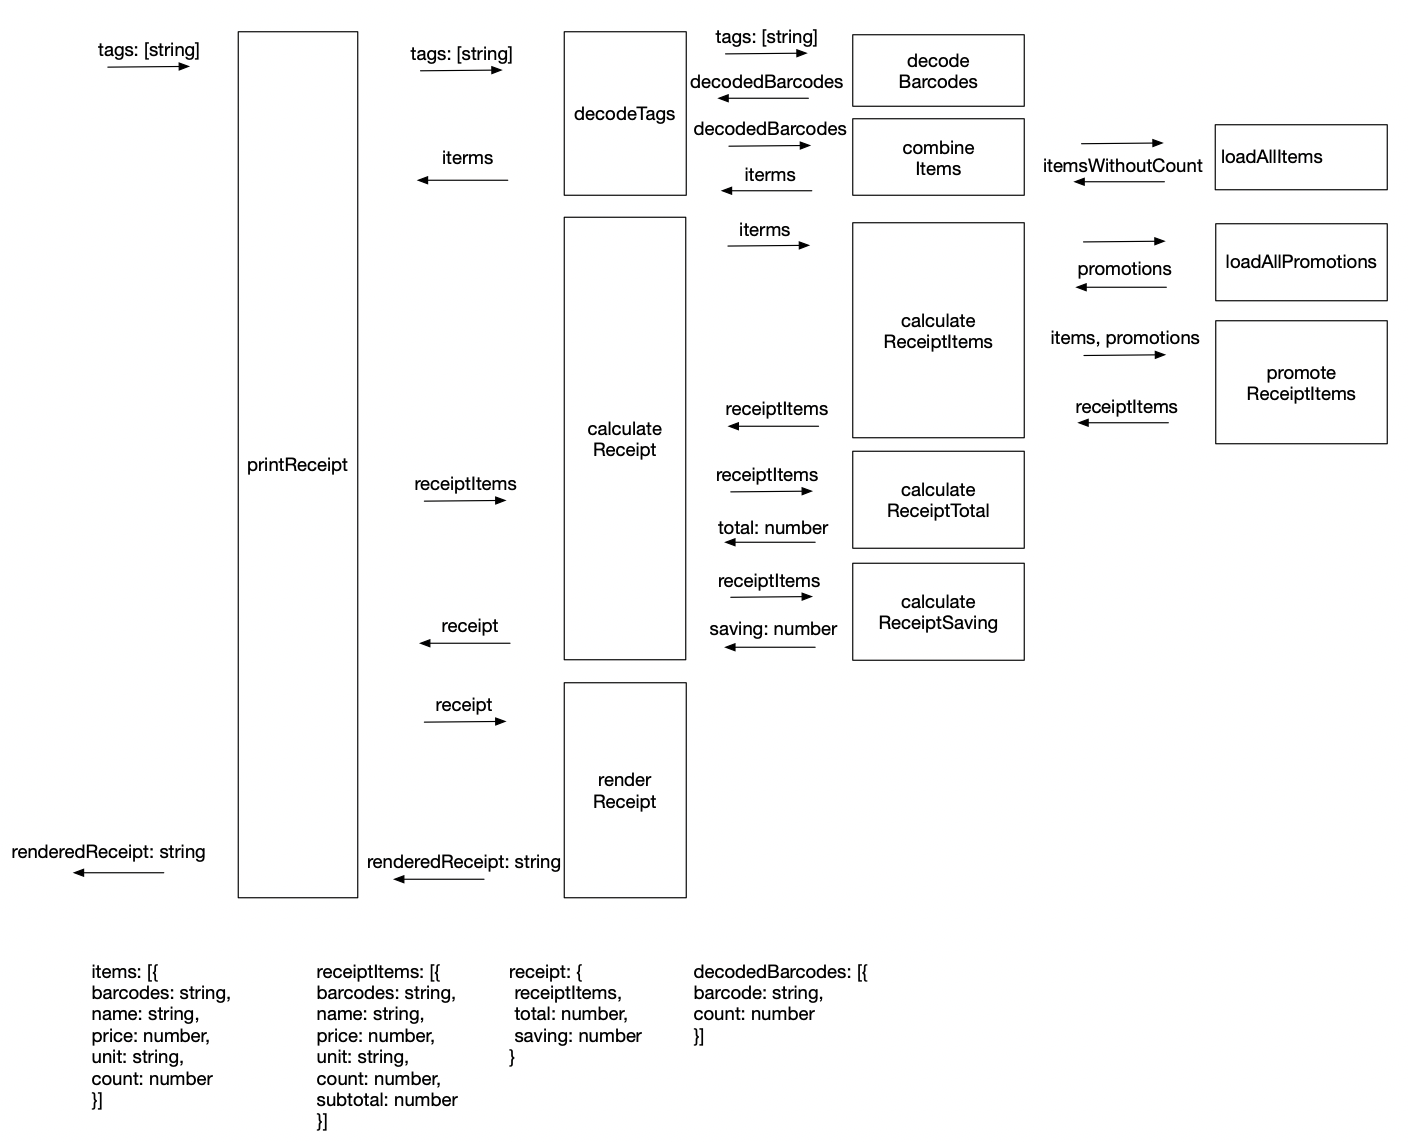 tags: [string]
tags: [string]
tags: [string]
decode
Barcodes
decodedBarcodes
decodeTags
decodedBarcodes
combine
Items
iterms
iterms
itemsWithoutCount
loadAllItems
iterms
calculate
ReceiptItems
promotions
loadAllPromotions
items, promotions
promote
ReceiptItems
receiptItems
receiptItems
calculate
Receipt
printReceipt
receiptItems
receiptItems
calculate
ReceiptTotal
total: number
receiptItems
calculate
ReceiptSaving
saving: number
receipt
receipt
render
Receipt
renderedReceipt: string
renderedReceipt: string
items: [{
barcodes: string,
name: string,
price: number,
unit: string,
count: number
}]
receiptItems: [{
barcodes: string,
name: string,
price: number,
unit: string,
count: number,
subtotal: number
}]
receipt: {
receiptItems,
total: number,
saving: number
}
decodedBarcodes: [{
barcode: string,
count: number
}]